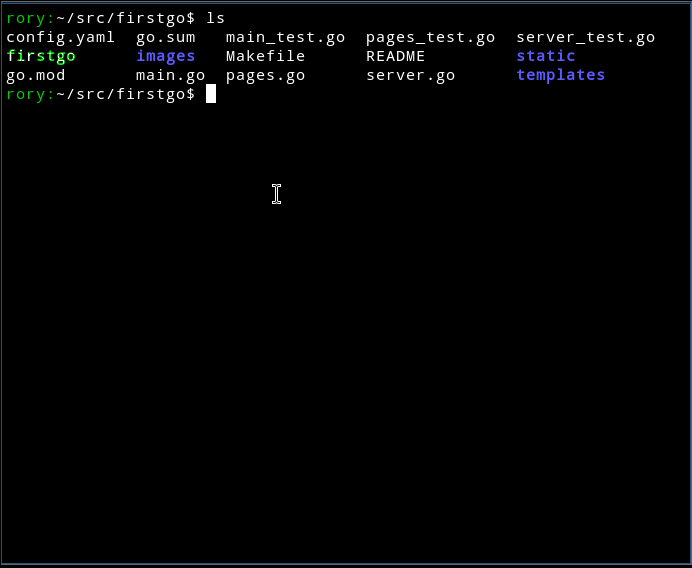 rory:~/src/firstgo$ ls
config.yaml  go.sum   main_test.go  pages_test.go  server_test.go
firstgo      images   Makefile      README         static
go.mod       main.go  pages.go      server.go      templates
rory:~/src/firstgo$